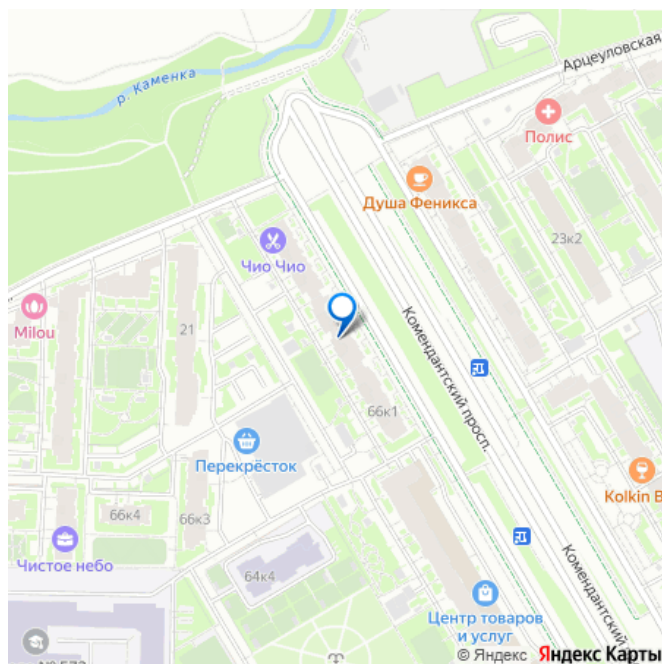 р. Каменка
Арцеуловская
Полис
Душа Феникса
23к2
Чио Чио
Milou
21
Комендантский просп.
66к1
Перекрёсток
Kolkin B
66к4
66к3
Чистое небо
64к4
Комендантский
Центр товаров
и услуг
© Яндекс Яндекс Карты